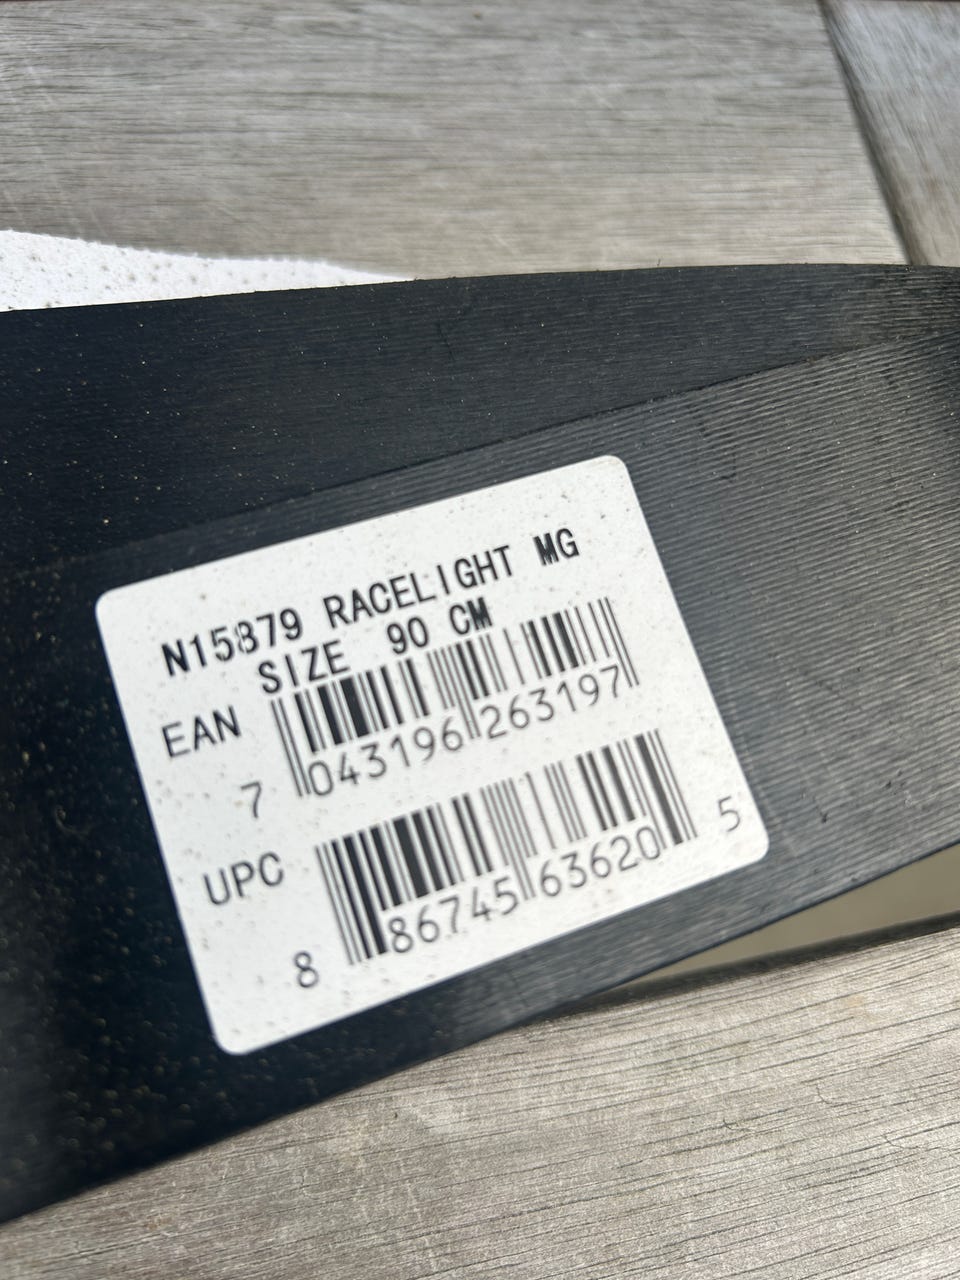 N15879 RACELIGHT MG
SIZE 90 CM
EAN
7 043196 263197
UPC
8 86745 63620 5